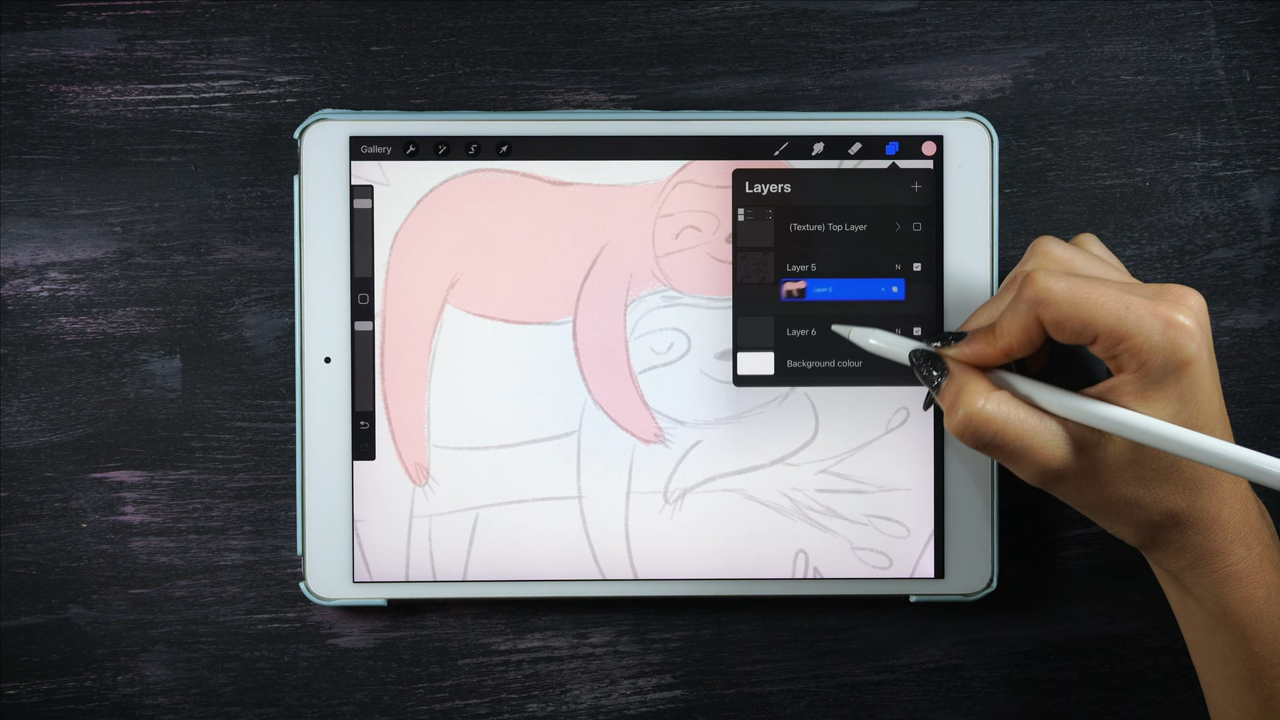 Gallery
Layers
(Texture) Top Layer
Layer 5
N
Layer 6
N
Background colour